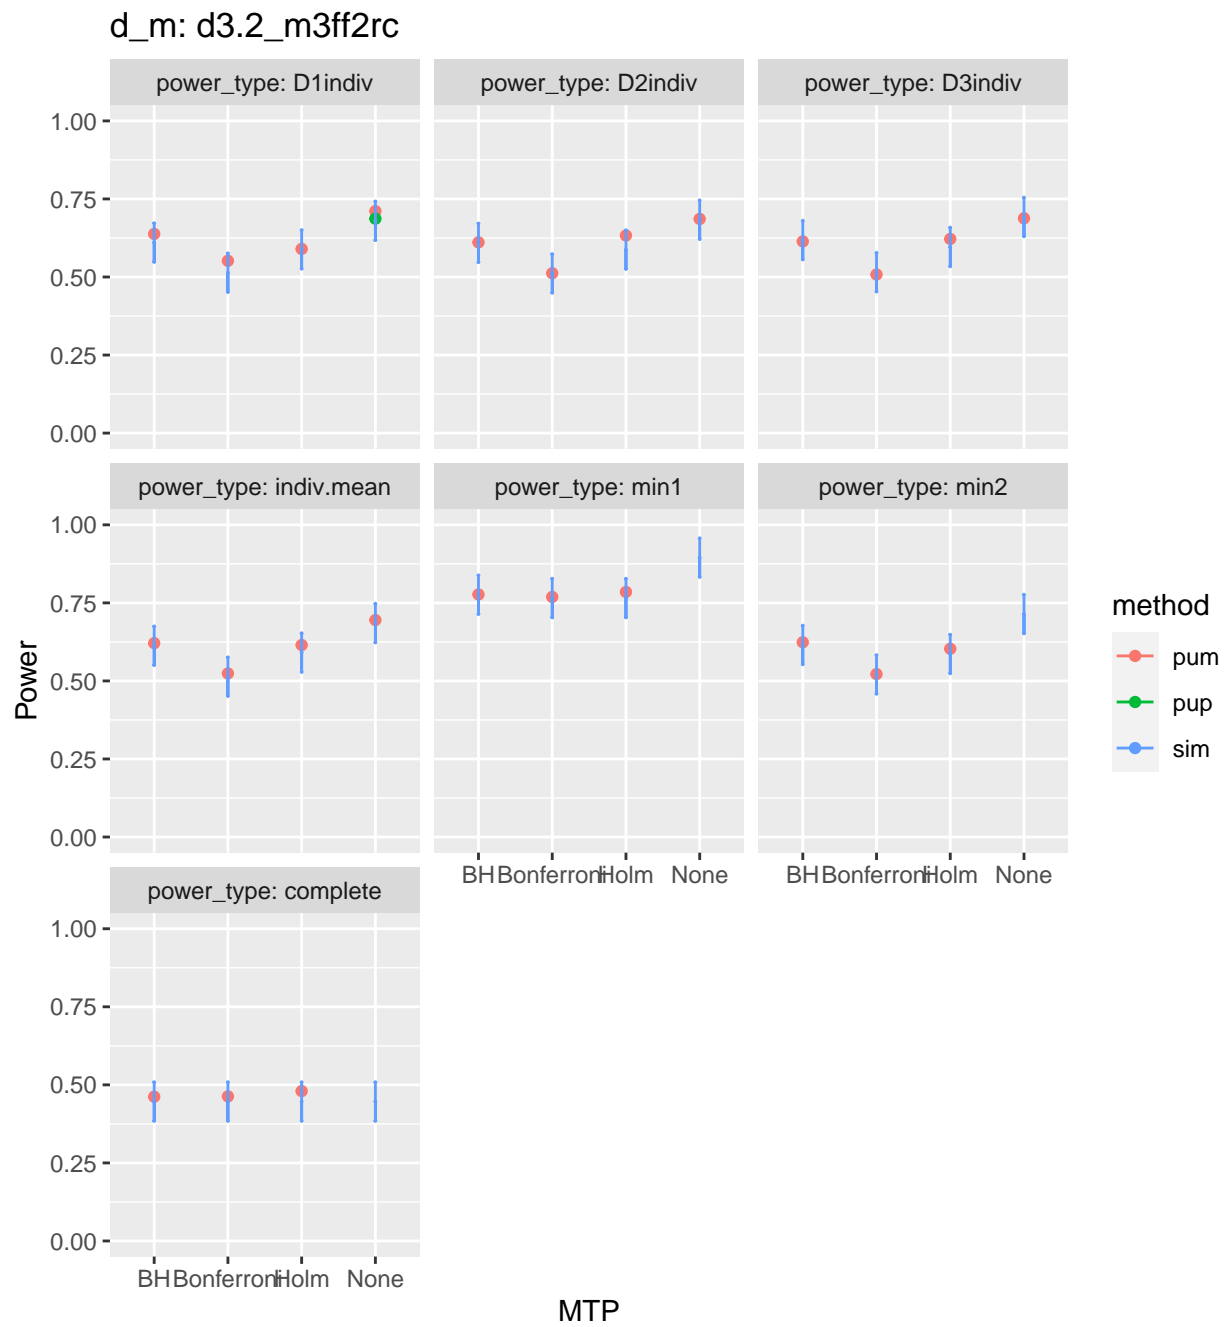 d_m: d3.2_m3ff2rc
power_type: D1indiv
power_type: D2indiv
power_type: D3indiv
1.00
0.75
0.50
0.25
0.00
power_type: indiv.mean
power_type: min1
power_type: min2
1.00
0.75
0.50
0.25
0.00
BH Bonferroni Holm None
BH Bonferroni Holm None
power_type: complete
1.00
0.75
0.50
0.25
0.00
BH Bonferroni Holm None
MTP
Power
method
pum
pup
sim